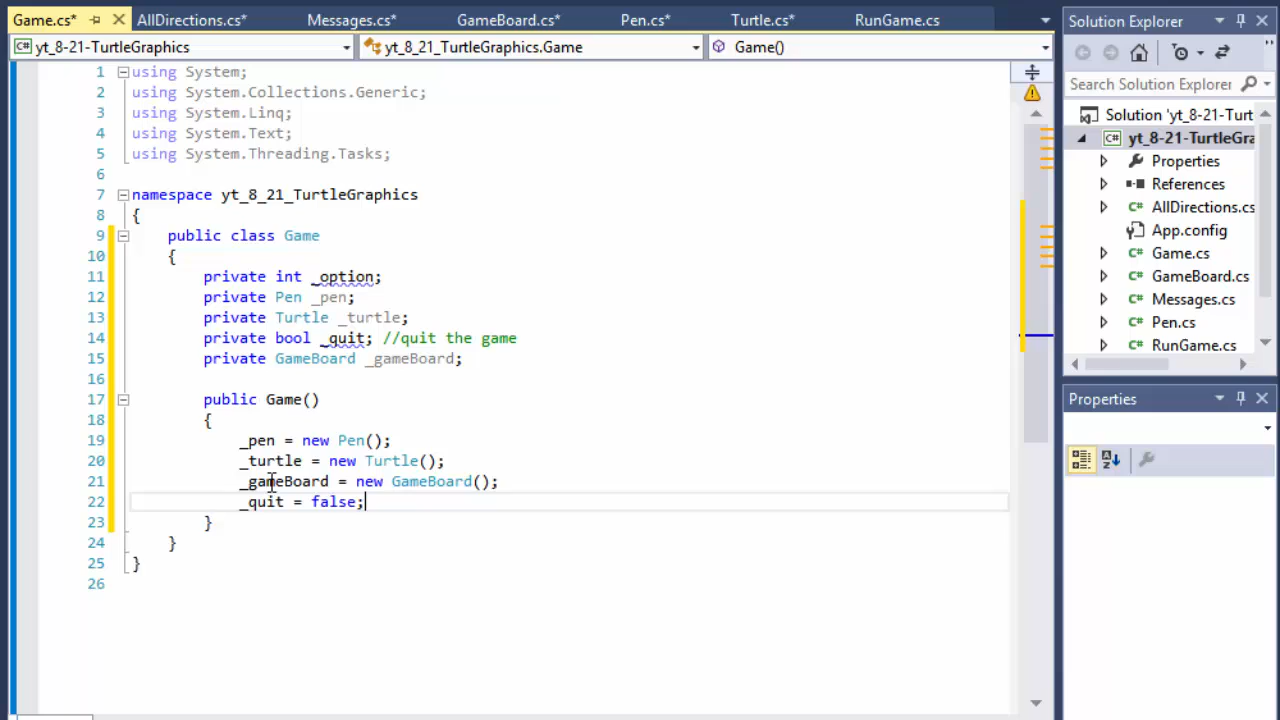 Game.cs* AllDirections.cs* Messages.cs* GameBoard.cs* Pen.cs* Turtle.cs* RunGame.cs
yt_8-21-TurtleGraphics yt_8_21_TurtleGraphics.Game Game()
1 using System;
2 using System.Collections.Generic;
3 using System.Linq;
4 using System.Text;
5 using System.Threading.Tasks;
6
7 namespace yt_8_21_TurtleGraphics
8 {
9 public class Game
10 {
11 private int _option;
12 private Pen _pen;
13 private Turtle _turtle;
14 private bool _quit; //quit the game
15 private GameBoard _gameBoard;
16
17 public Game()
18 {
19 _pen = new Pen();
20 _turtle = new Turtle();
21 _gameBoard = new GameBoard();
22 _quit = false;
23 }
24 }
25 }
26
Solution Explorer
Search Solution Explorer
Solution 'yt_8-21-Turt
yt_8-21-TurtleGra
Properties
References
AllDirections.cs
App.config
Game.cs
GameBoard.cs
Messages.cs
Pen.cs
RunGame.cs
Properties